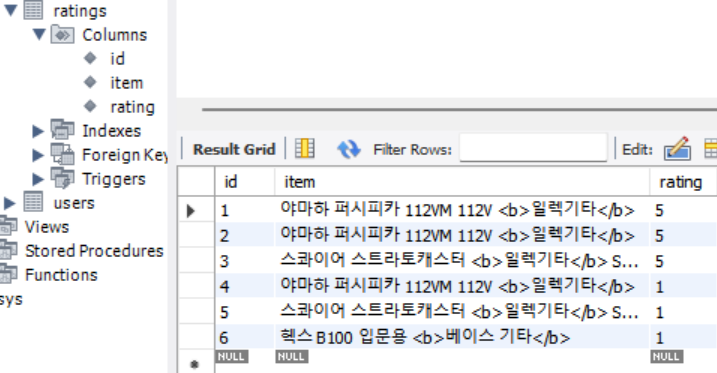 ratings
Columns
id
item
rating
Indexes
Foreign Key
Triggers
users
Views
Stored Procedures
Functions
sys
Result Grid Filter Rows: Edit:
id item rating
1 야마하 퍼시피카 112VM 112V <b>일렉기타</b> 5
2 야마하 퍼시피카 112VM 112V <b>일렉기타</b> 5
3 스콰이어 스트라토캐스터 <b>일렉기타</b> S... 5
4 야마하 퍼시피카 112VM 112V <b>일렉기타</b> 1
5 스콰이어 스트라토캐스터 <b>일렉기타</b> S... 1
6 헥스 B100 입문용 <b>베이스 기타</b> 1
NULL NULL NULL